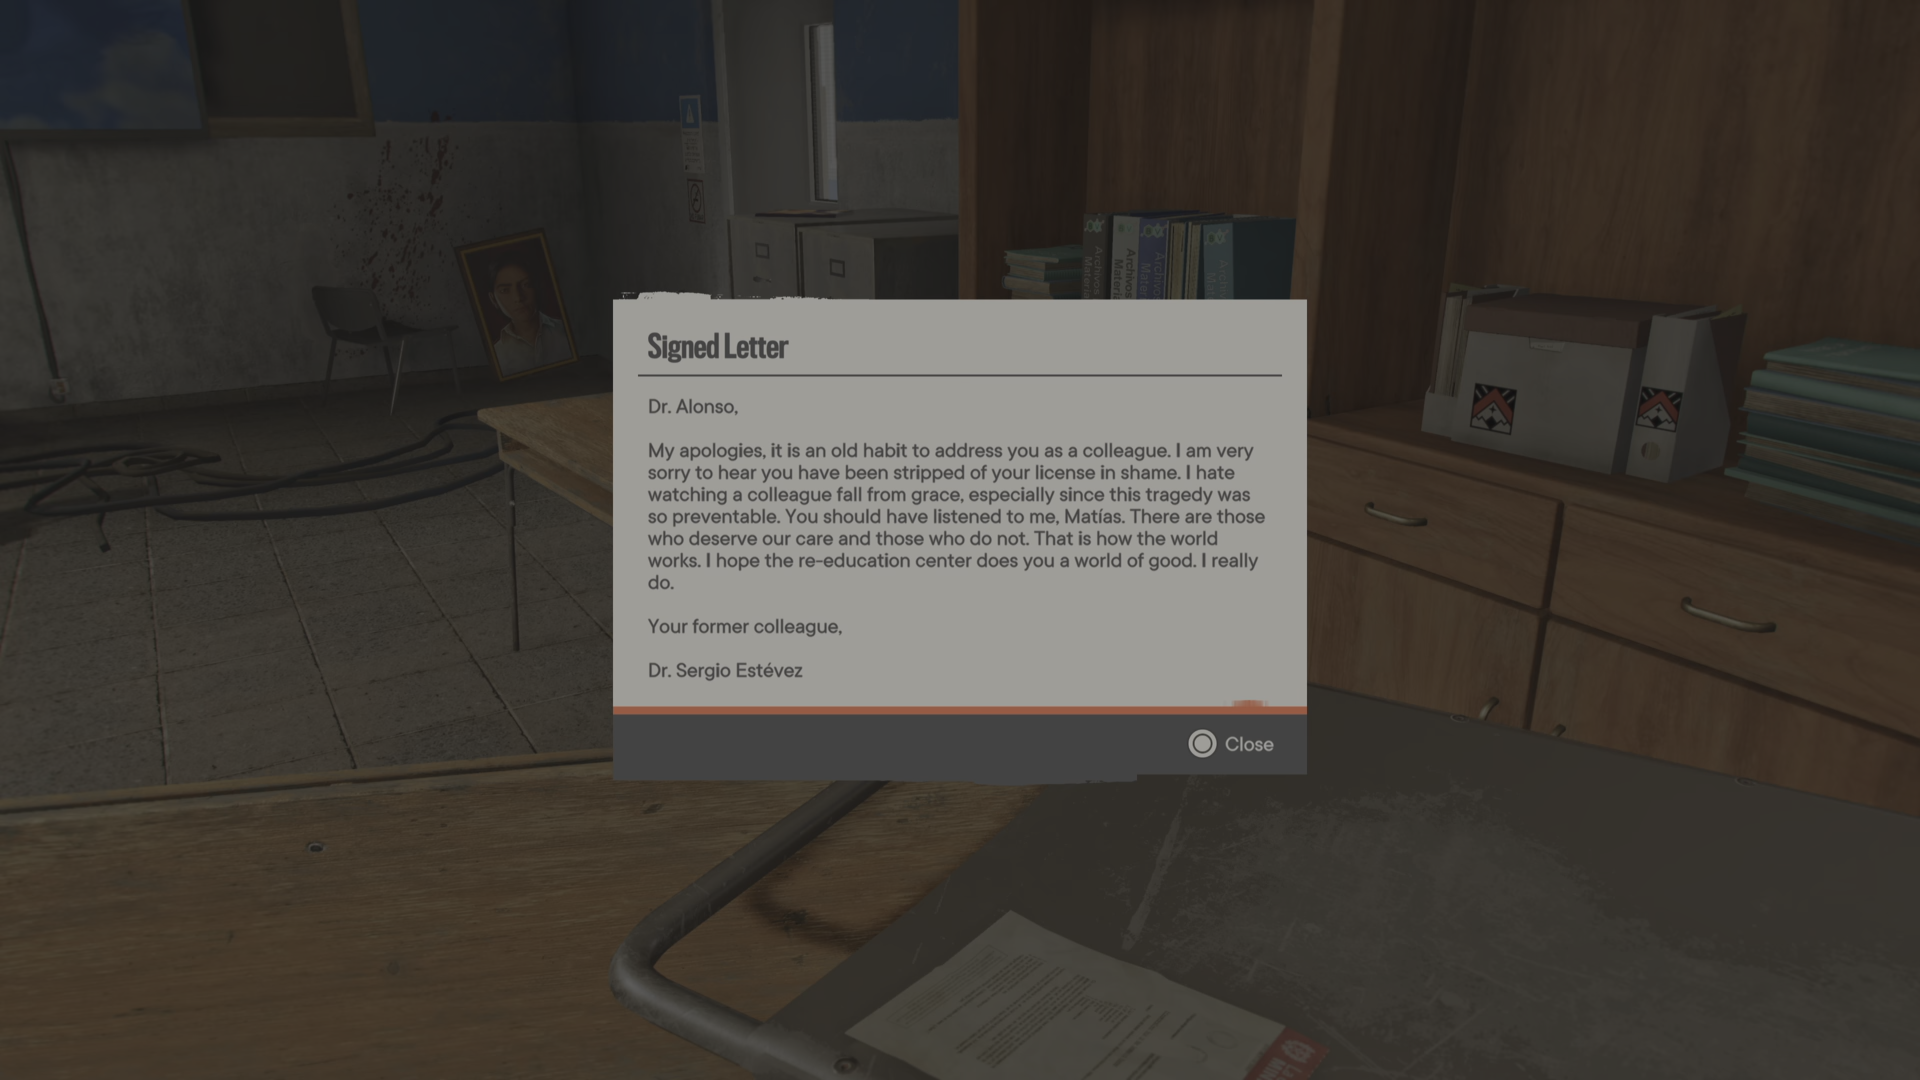 Archivos
Archivos
Signed Letter
Dr. Alonso,
My apologies, it is an old habit to address you as a colleague. I am very
sorry to hear you have been stripped of your license in shame. I hate
watching a colleague fall from grace, especially since this tragedy was
so preventable. You should have listened to me, Matías. There are those
who deserve our care and those who do not. That is how the world
works. I hope the re-education center does you a world of good. I really
do.
Your former colleague,
Dr. Sergio Estévez
Close